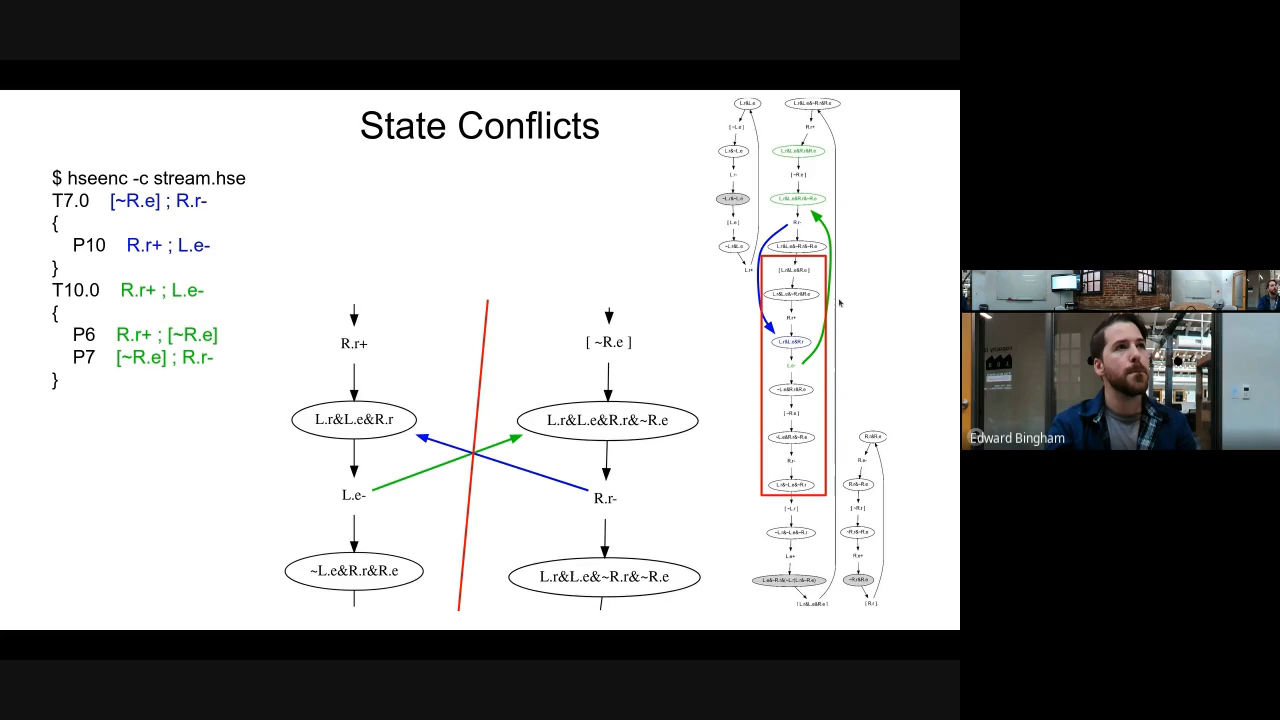 State Conflicts
$ hseenc -c stream.hse
T7.0 [~R.e] ; R.r-
{
P10 R.r+ ; L.e-
}
T10.0 R.r+ ; L.e-
{
P6 R.r+ ; [~R.e]
P7 [~R.e] ; R.r-
}
R.r+
L.r&L.e&R.r
L.e-
~L.e&R.r&R.e
[ ~R.e ]
L.r&L.e&R.r&~R.e
R.r-
L.r&L.e&~R.r&~R.e
L.r&L.e
[ ~L.e ]
L.r&~L.e
L.r-
~L.r&~L.e
[ L.e ]
~L.r&L.e
L.r+
L.r&L.e&~R.r&R.e
R.r+
L.r&L.e&R.r&R.e
[ ~R.e ]
L.r&L.e&R.r&~R.e
R.r-
L.r&L.e&~R.r&~R.e
[ L.r&L.e&R.e ]
L.r&L.e&~R.r&R.e
R.r+
L.r&L.e&R.r
L.e-
~L.e&R.r&R.e
[ ~R.e ]
~L.e&R.r&~R.e
R.r-
L.r&~L.e&~R.r
[ ~L.r ]
~L.r&~L.e&~R.r
L.e+
[ L.r&L.e&R.e ]
R.r&R.e
R.e-
R.r&~R.e
[ ~R.r ]
~R.r&~R.e
R.e+
~R.r&R.e
[ R.r ]
Edward Bingham